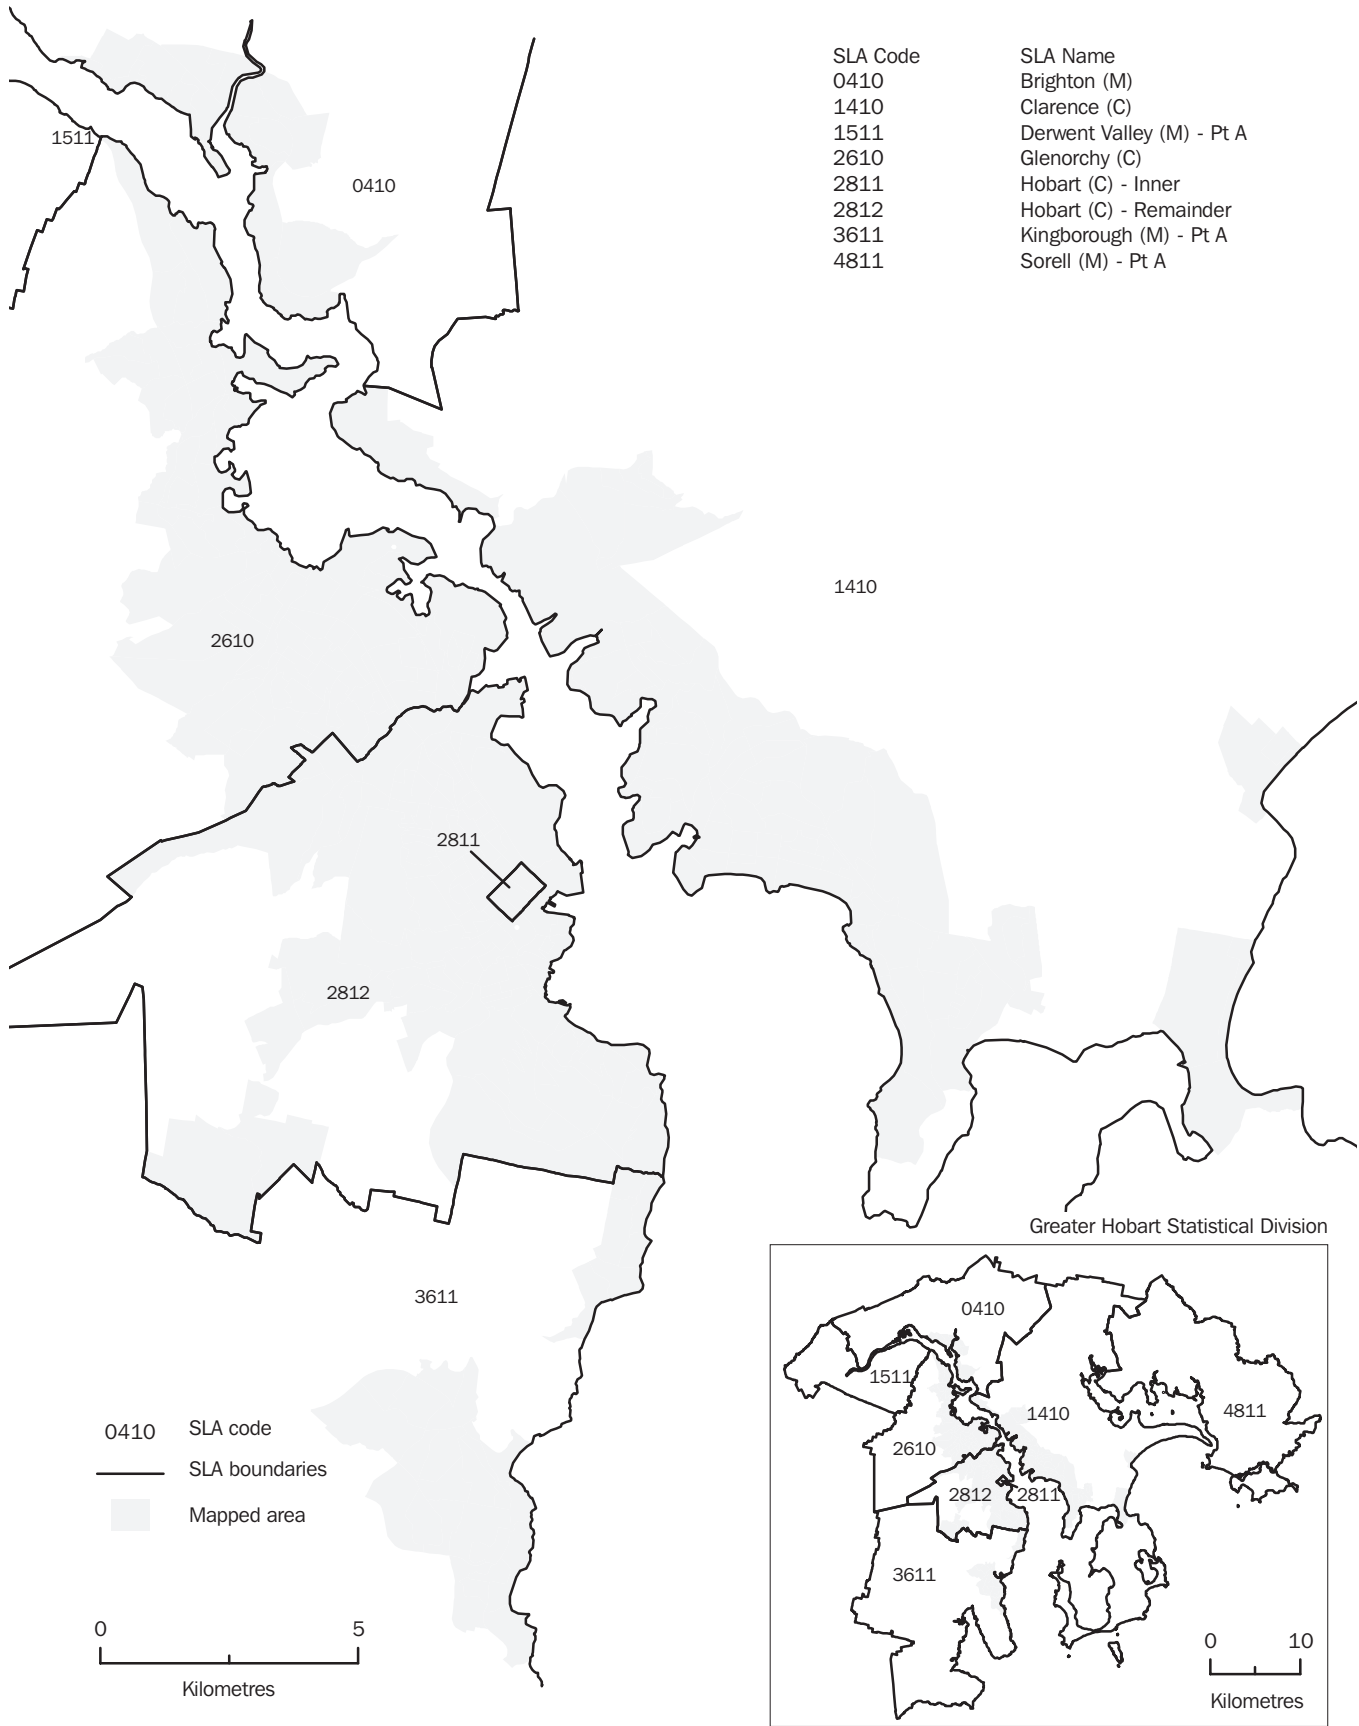 SLA Code SLA Name
0410 Brighton (M)
1410 Clarence (C)
1511 Derwent Valley (M) - Pt A
2610 Glenorchy (C)
2811 Hobart (C) - Inner
2812 Hobart (C) - Remainder
3611 Kingborough (M) - Pt A
4811 Sorell (M) - Pt A
1511
0410
1410
2610
2811
2812
3611
0410 SLA code
SLA boundaries
Mapped area
0 5
Kilometres
Greater Hobart Statistical Division
0410
1511
1410
4811
2610
2812
2811
3611
0 10
Kilometres